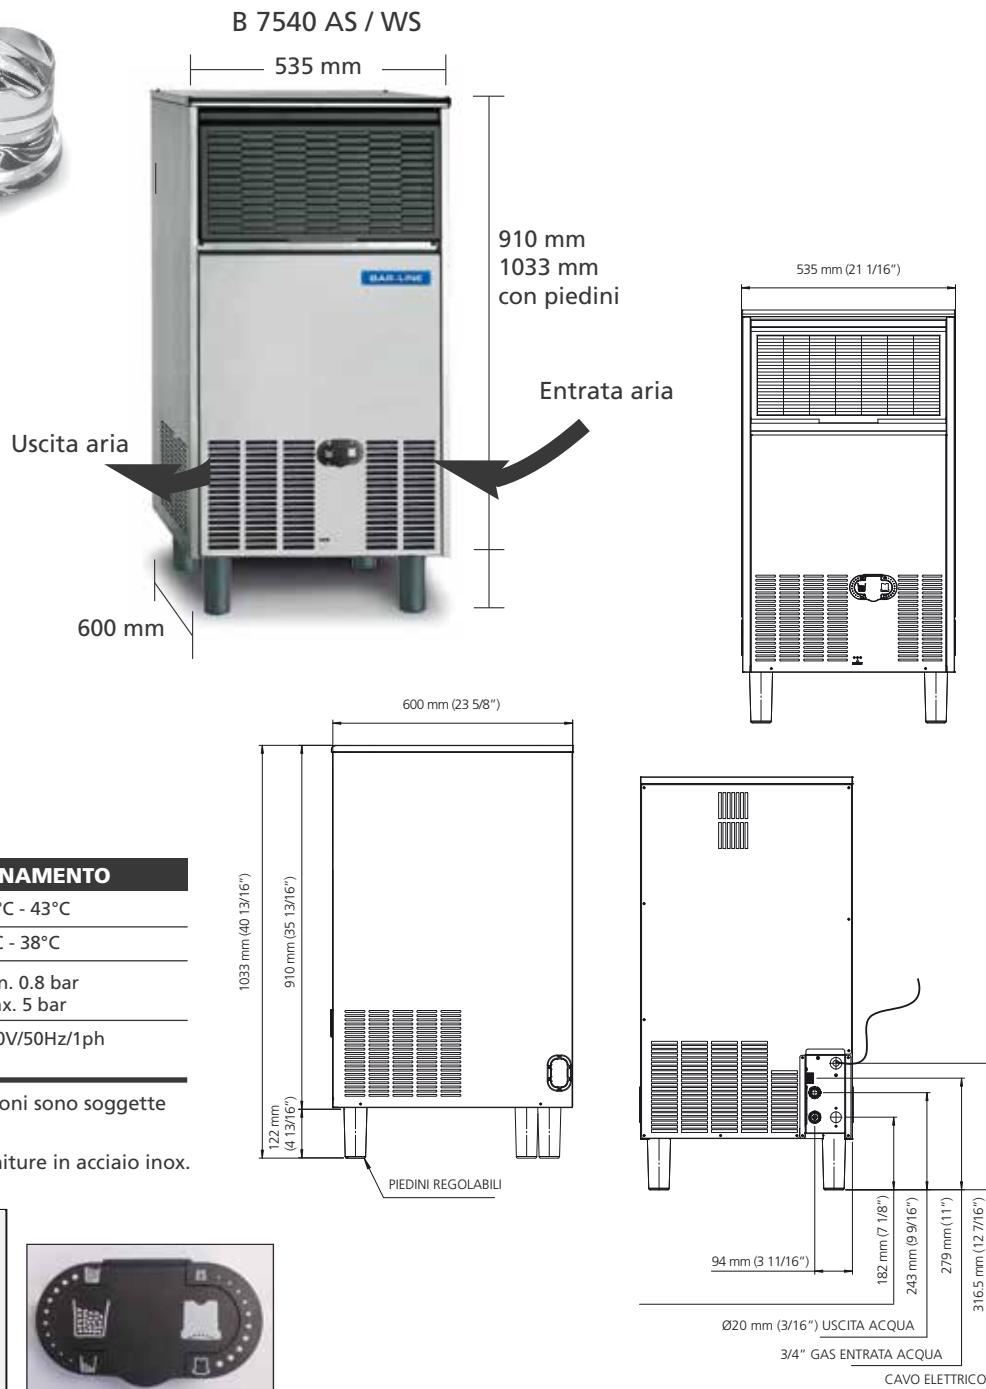 B 7540 AS / WS
535 mm
910 mm
1033 mm
con piedini
BAR-LINE
Entrata aria
Uscita aria
600 mm
535 mm (21 1/16")
600 mm (23 5/8")
1033 mm (40 13/16")
910 mm (35 13/16")
122 mm
(4 13/16")
PIEDINI REGOLABILI
94 mm (3 11/16")
182 mm (7 1/8")
243 mm (9 9/16")
279 mm (11")
316.5 mm (12 7/16")
Ø20 mm (3/16") USCITA ACQUA
3/4" GAS ENTRATA ACQUA
CAVO ELETTRICO
NAMENTO
°C - 43°C
C - 38°C
n. 0.8 bar
x. 5 bar
0V/50Hz/1ph
oni sono soggette
niture in acciaio inox.